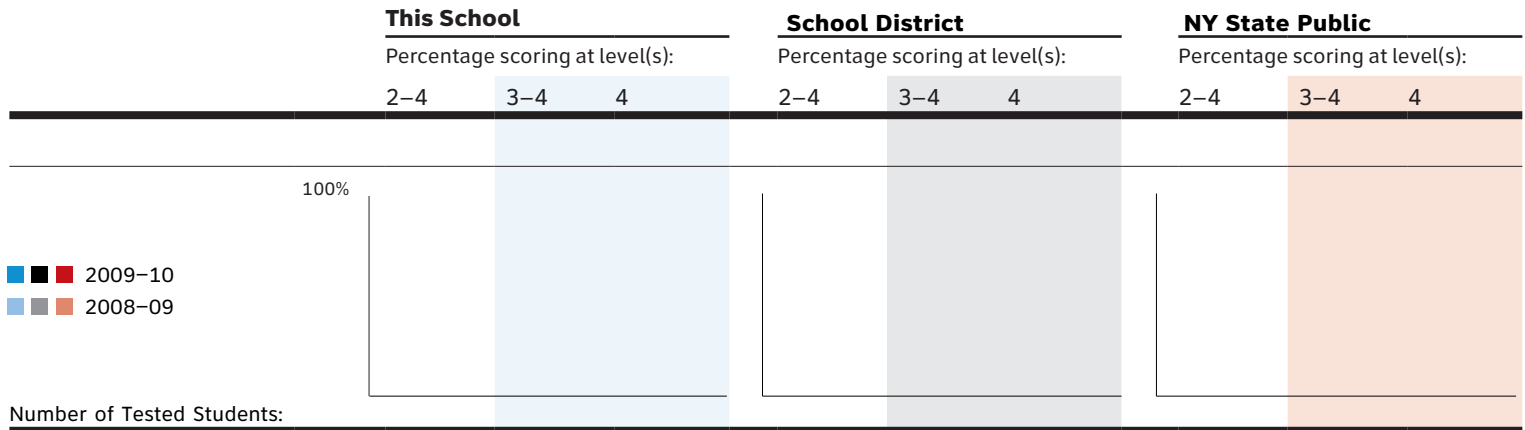 This School School District NY State Public
Percentage scoring at level(s): Percentage scoring at level(s): Percentage scoring at level(s):
2–4 3–4 4 2–4 3–4 4 2–4 3–4 4
100%
2009–10
2008–09
Number of Tested Students: